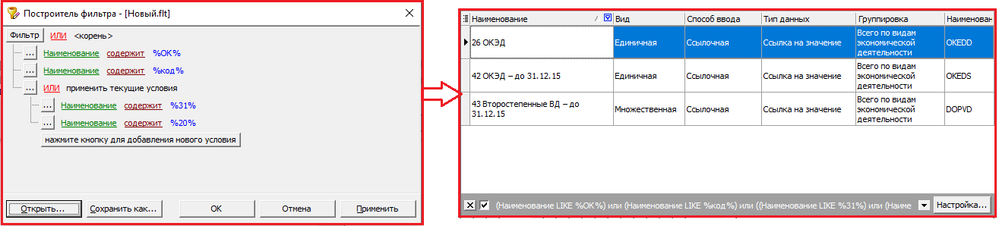 Построитель фильтра - [Новый.flt]
Фильтр ИЛИ <корень>
... Наименование содержит %ОК%
... Наименование содержит %код%
... ИЛИ применить текущие условия
... Наименование содержит %31%
... Наименование содержит %20%
нажмите кнопку для добавления нового условия
Открыть... Сохранить как... ОК Отмена Применить
Наименование Вид Способ ввода Тип данных Группировка Наименован
26 ОКЭД Единичная Ссылочная Ссылка на значение Всего по видам экономической деятельности OKEDD
42 ОКЭД – до 31.12.15 Единичная Ссылочная Ссылка на значение Всего по видам экономической деятельности OKEDS
43 Второстепенные ВД – до 31.12.15 Множественная Ссылочная Ссылка на значение Всего по видам экономической деятельности DOPVD
(Наименование LIKE %ОК%) или (Наименование LIKE %код%) или ((Наименование LIKE %31%) или (Наиме Настройка...